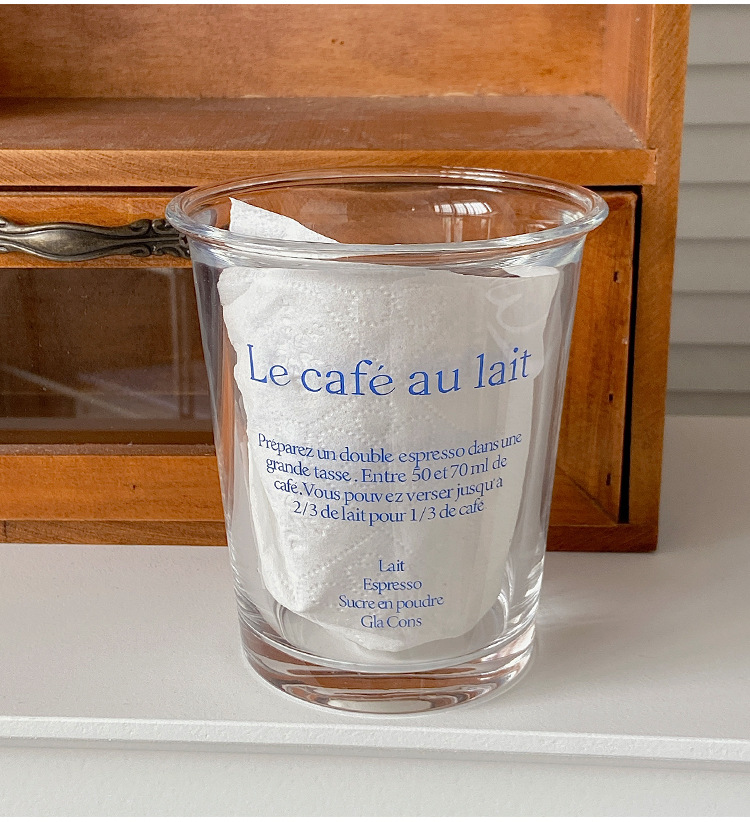 Le café au lait
Préparez un double espresso dans une
grande tasse. Entre 50 et 70 ml de
café. Vous pouvez verser jusqu'a
2/3 de lait pour 1/3 de café
Lait
Espresso
Sucre en poudre
Gla Cons